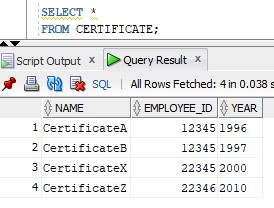 SELECT *
FROM CERTIFICATE;
Script Output × Query Result ×
SQL | All Rows Fetched: 4 in 0.038 s
NAME EMPLOYEE_ID YEAR
1 CertificateA 12345 1996
2 CertificateB 12345 1997
3 CertificateX 22345 2000
4 CertificateZ 22346 2010